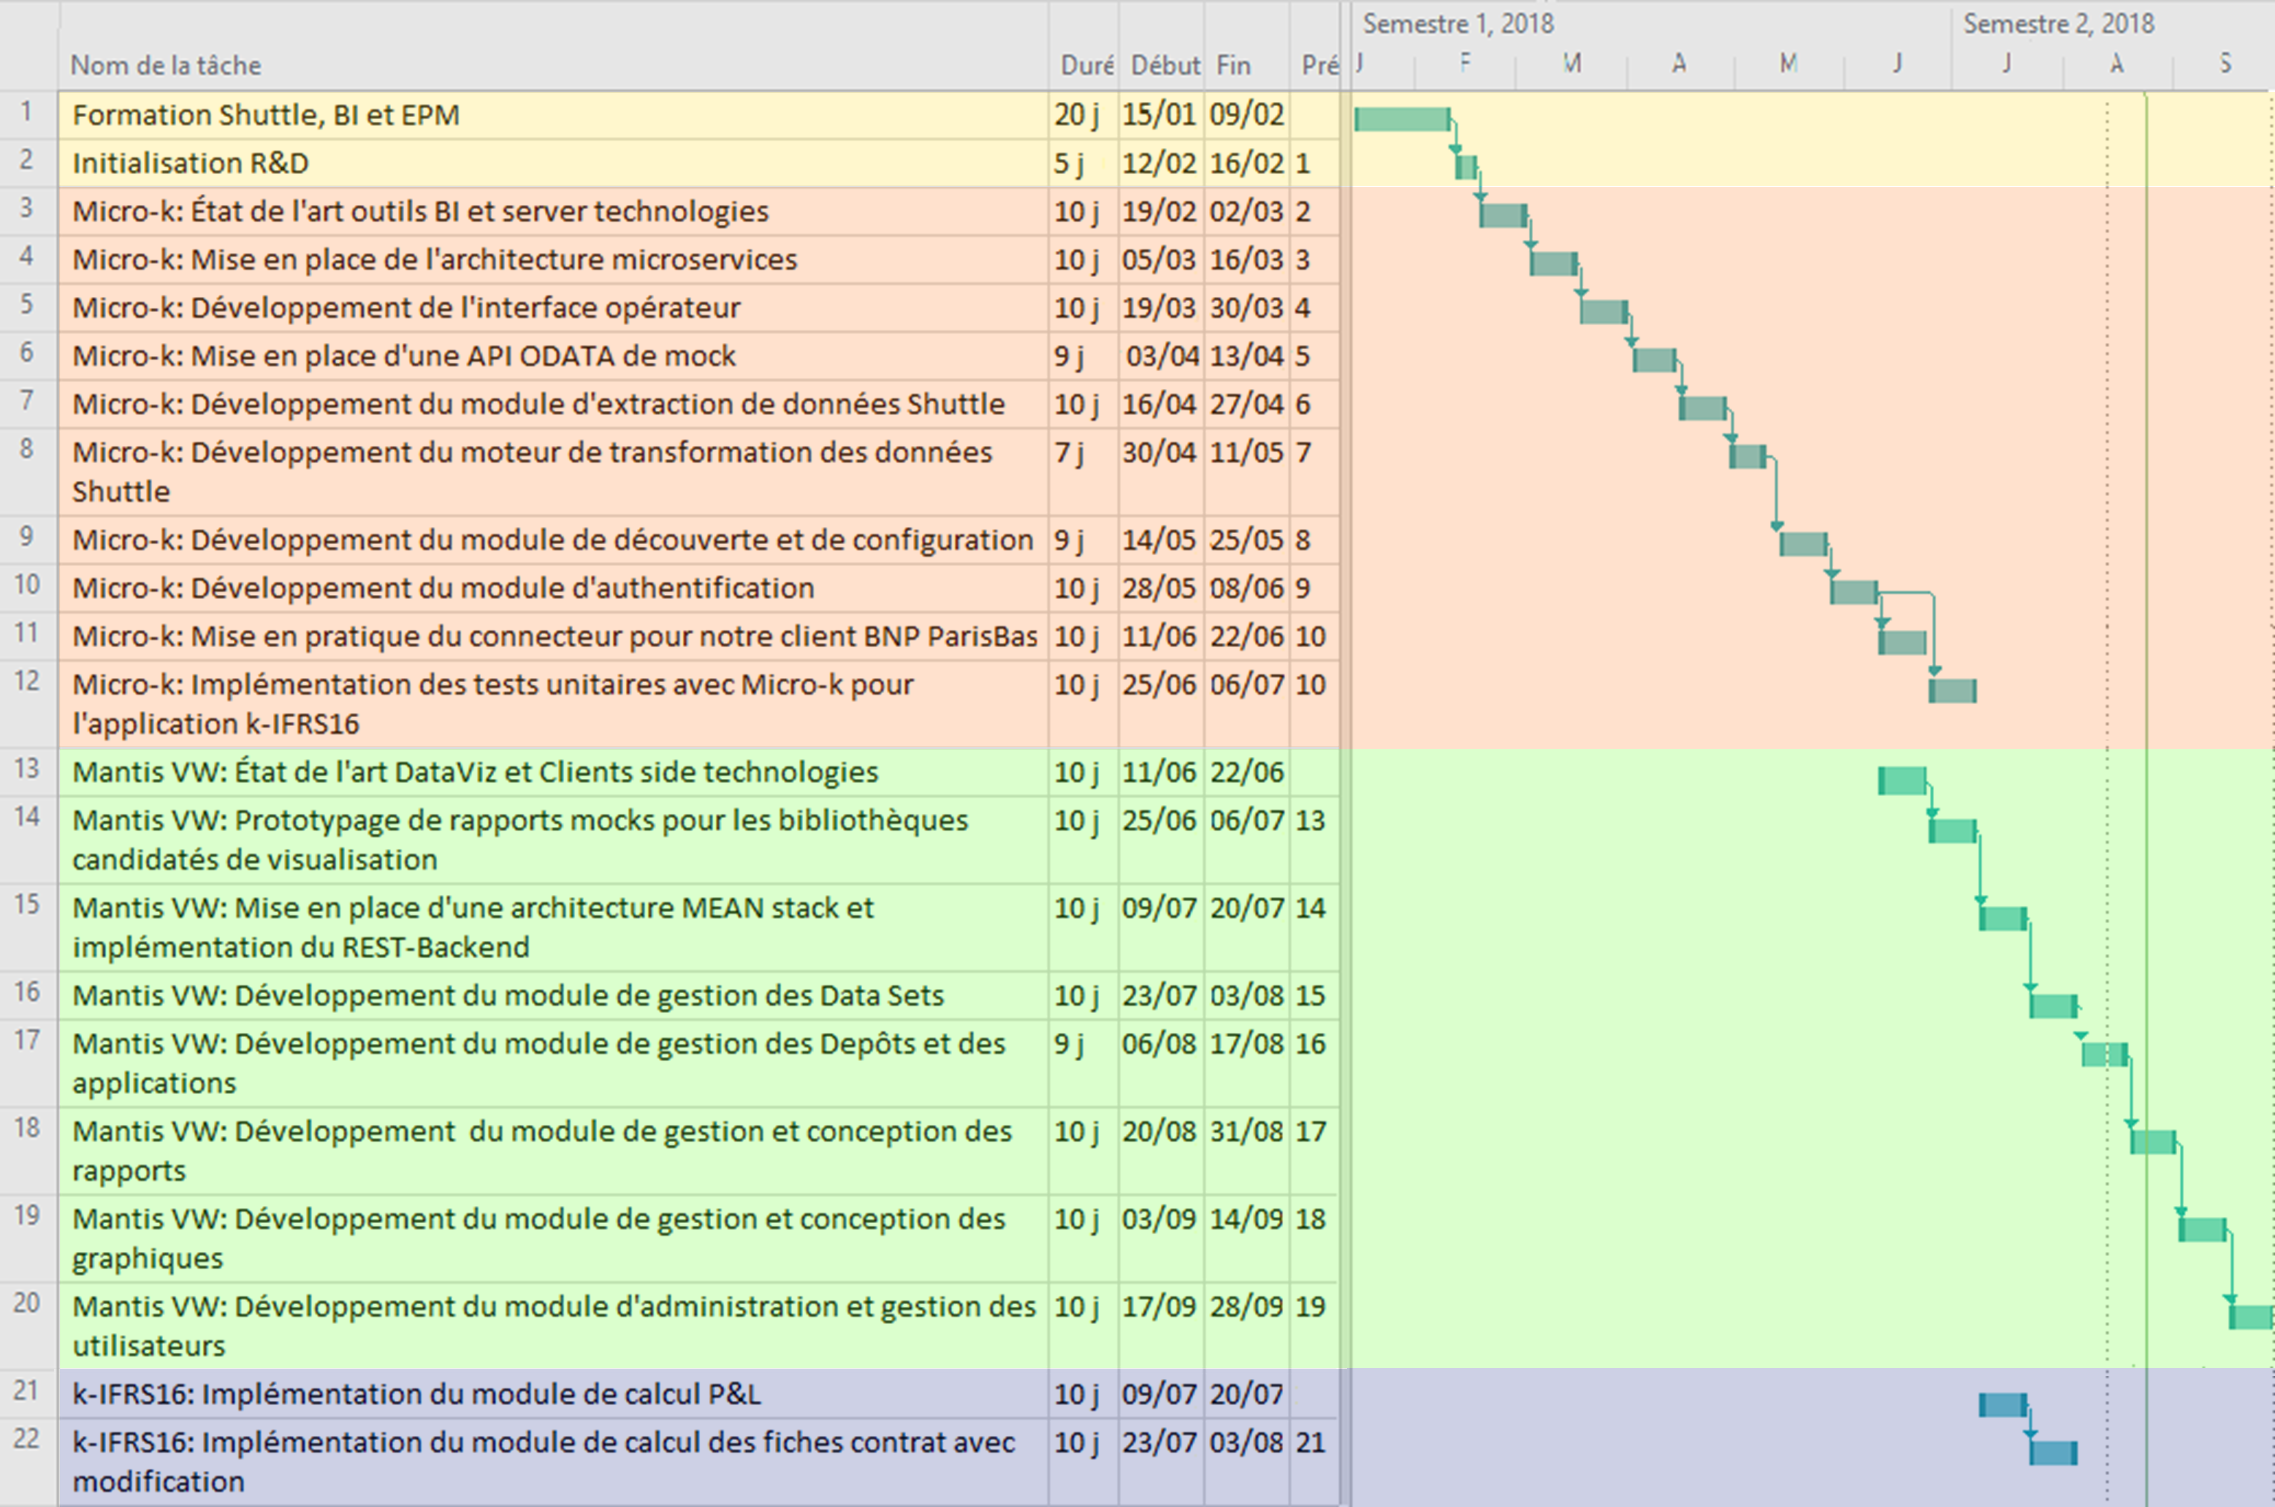 Semestre 1, 2018 Semestre 2, 2018
Nom de la tâche Duré Début Fin Pré J F M A M J J A S
1 Formation Shuttle, BI et EPM 20 j 15/01 09/02
2 Initialisation R&D 5 j 12/02 16/02 1
3 Micro-k: État de l'art outils BI et server technologies 10 j 19/02 02/03 2
4 Micro-k: Mise en place de l'architecture microservices 10 j 05/03 16/03 3
5 Micro-k: Développement de l'interface opérateur 10 j 19/03 30/03 4
6 Micro-k: Mise en place d'une API ODATA de mock 9 j 03/04 13/04 5
7 Micro-k: Développement du module d'extraction de données Shuttle 10 j 16/04 27/04 6
8 Micro-k: Développement du moteur de transformation des données 7 j 30/04 11/05 7
Shuttle
9 Micro-k: Développement du module de découverte et de configuration 9 j 14/05 25/05 8
10 Micro-k: Développement du module d'authentification 10 j 28/05 08/06 9
11 Micro-k: Mise en pratique du connecteur pour notre client BNP ParisBas 10 j 11/06 22/06 10
12 Micro-k: Implémentation des tests unitaires avec Micro-k pour 10 j 25/06 06/07 10
l'application k-IFRS16
13 Mantis VW: État de l'art DataViz et Clients side technologies 10 j 11/06 22/06
14 Mantis VW: Prototypage de rapports mocks pour les bibliothèques 10 j 25/06 06/07 13
candidatés de visualisation
15 Mantis VW: Mise en place d'une architecture MEAN stack et 10 j 09/07 20/07 14
implémentation du REST-Backend
16 Mantis VW: Développement du module de gestion des Data Sets 10 j 23/07 03/08 15
17 Mantis VW: Développement du module de gestion des Depôts et des 9 j 06/08 17/08 16
applications
18 Mantis VW: Développement du module de gestion et conception des 10 j 20/08 31/08 17
rapports
19 Mantis VW: Développement du module de gestion et conception des 10 j 03/09 14/09 18
graphiques
20 Mantis VW: Développement du module d'administration et gestion des 10 j 17/09 28/09 19
utilisateurs
21 k-IFRS16: Implémentation du module de calcul P&L 10 j 09/07 20/07
22 k-IFRS16: Implémentation du module de calcul des fiches contrat avec 10 j 23/07 03/08 21
modification